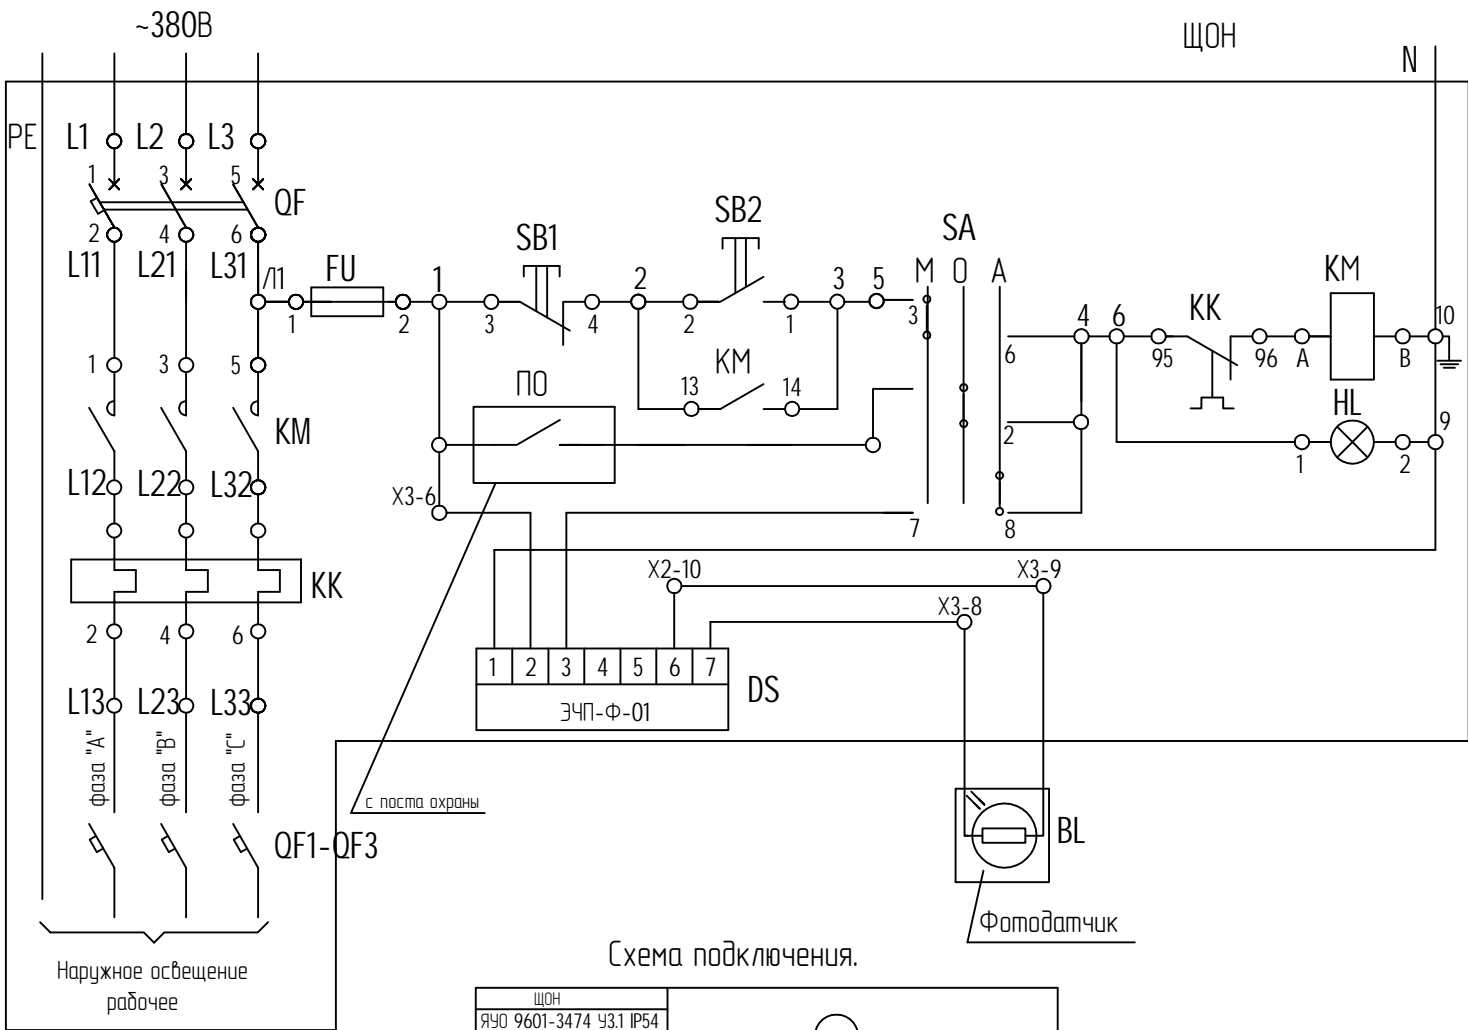 ~380В
ЩОН
N
PE
L1 L2 L3
1 3 5
QF
2 4 6
L11 L21 L31
Л1
FU
1 2
1
SB1
3 4
2
SB2
2 1
3 5
SA
М О А
3
6
4 6
KK
95 96
KM
A B
10
1 3 5
KM
13 14
ПО
2
HL
1 2
9
KM
L12 L22 L32
X3-6
7 8
KK
X2-10
X3-9
X3-8
2 4 6
1 2 3 4 5 6 7
DS
ЭЧП-Ф-01
L13 L23 L33
фаза "А"
фаза "В"
фаза "С"
с поста охраны
QF1-QF3
BL
Фотодатчик
Наружное освещение
рабочее
Схема подключения.
ЩОН
ЯУО 9601-3474 У3.1 IP54